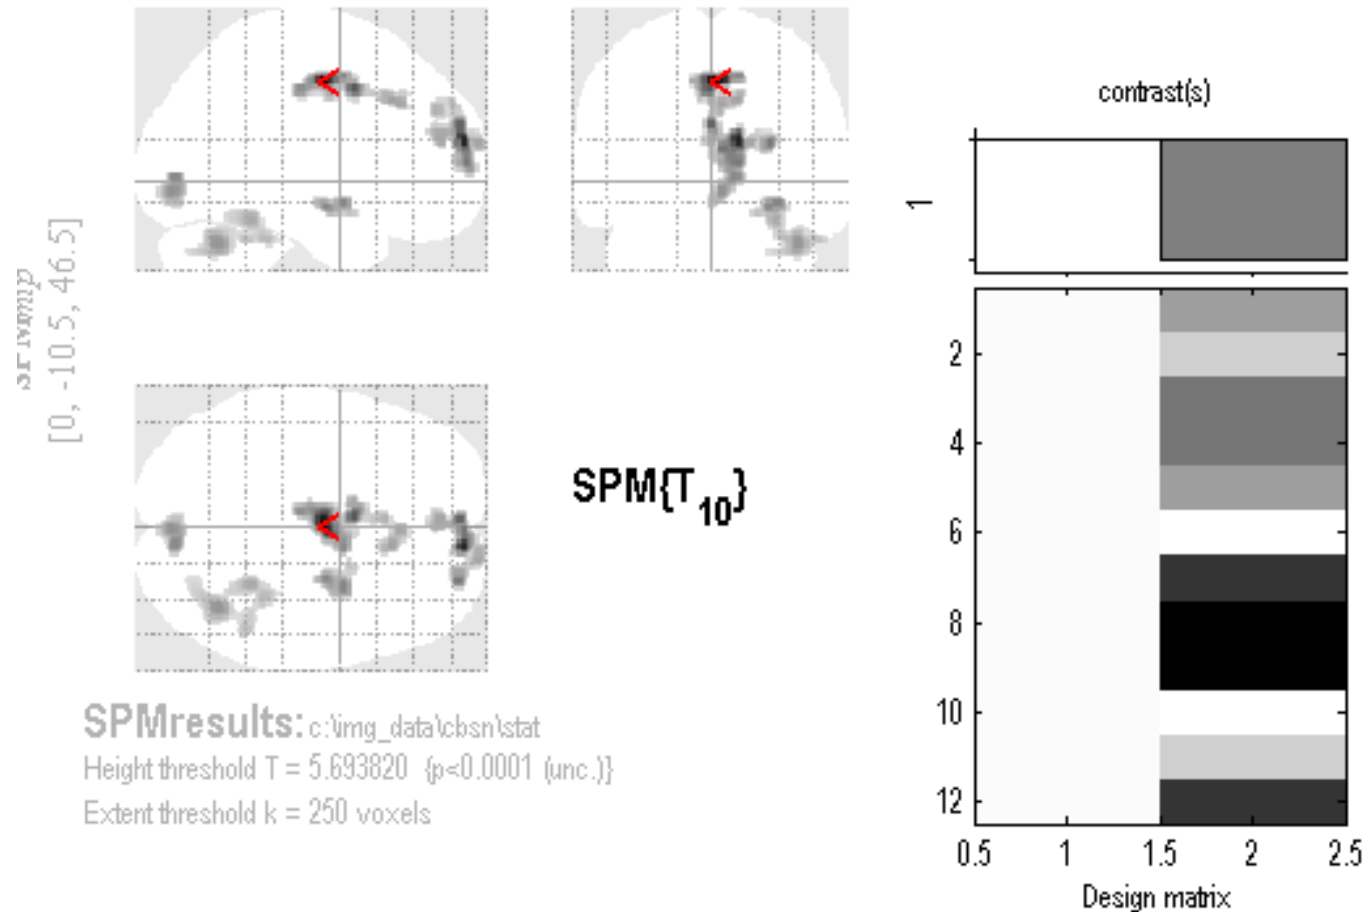 SPMmip
[0, -10.5, 46.5]
SPM{T10}
SPMresults: c:\img_data\cbsn\stat
Height threshold T = 5.693820 {p<0.0001 (unc.)}
Extent threshold k = 250 voxels
contrast(s)
1
2
4
6
8
10
12
0.5 1 1.5 2 2.5
Design matrix